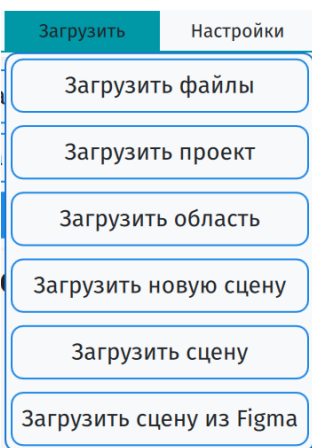 Загрузить Настройки
Загрузить файлы
Загрузить проект
Загрузить область
Загрузить новую сцену
Загрузить сцену
Загрузить сцену из Figma